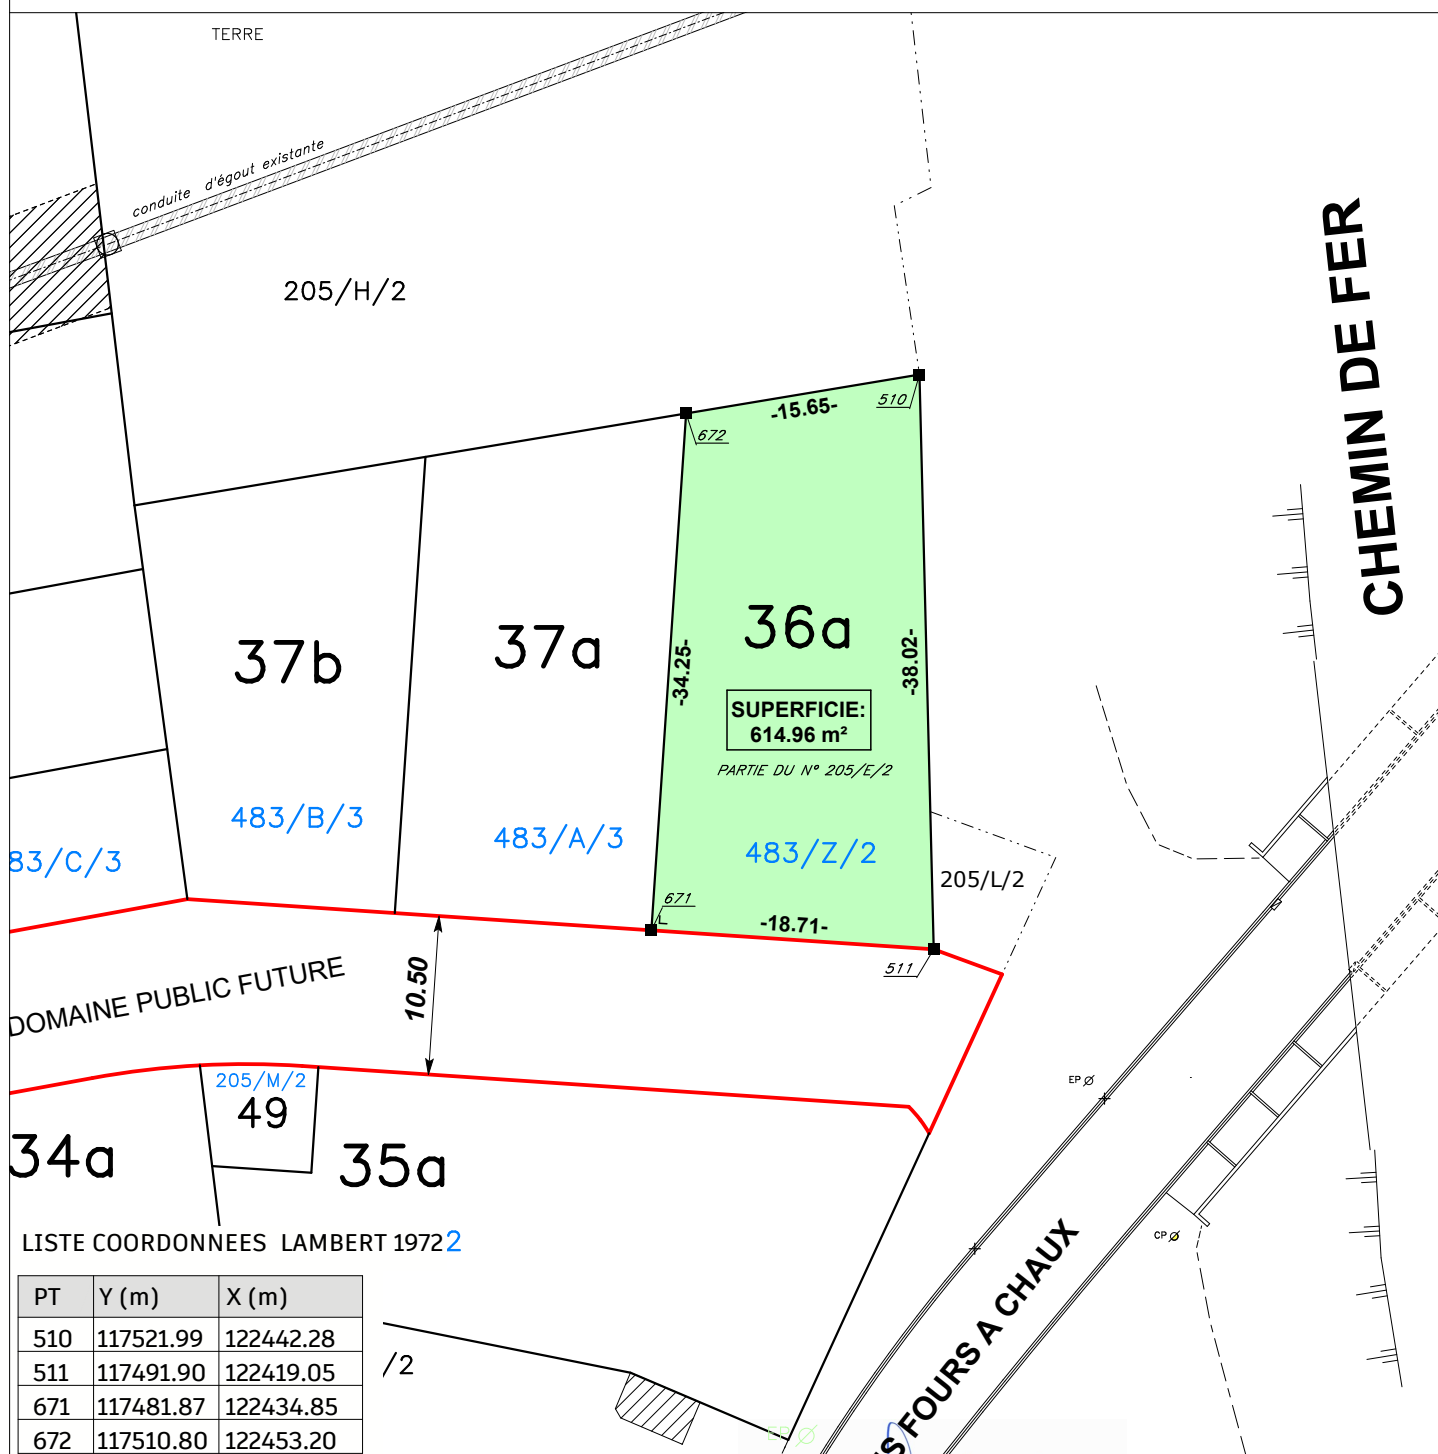 TERRE
conduite d'égout existante
205/H/2
CHEMIN DE FER
-15.65-
510
672
37b
37a
36a
-34.25-
-38.02-
SUPERFICIE:
614.96 m²
PARTIE DU N° 205/E/2
483/B/3
483/A/3
483/Z/2
83/C/3
205/L/2
671
-18.71-
511
DOMAINE PUBLIC FUTURE
10.50
205/M/2
49
34a
35a
EP
CP
LISTE COORDONNEES LAMBERT 1972 2
PT Y (m) X (m)
510 117521.99 122442.28
511 117491.90 122419.05
671 117481.87 122434.85
672 117510.80 122453.20
/2
S FOURS A CHAUX
EP